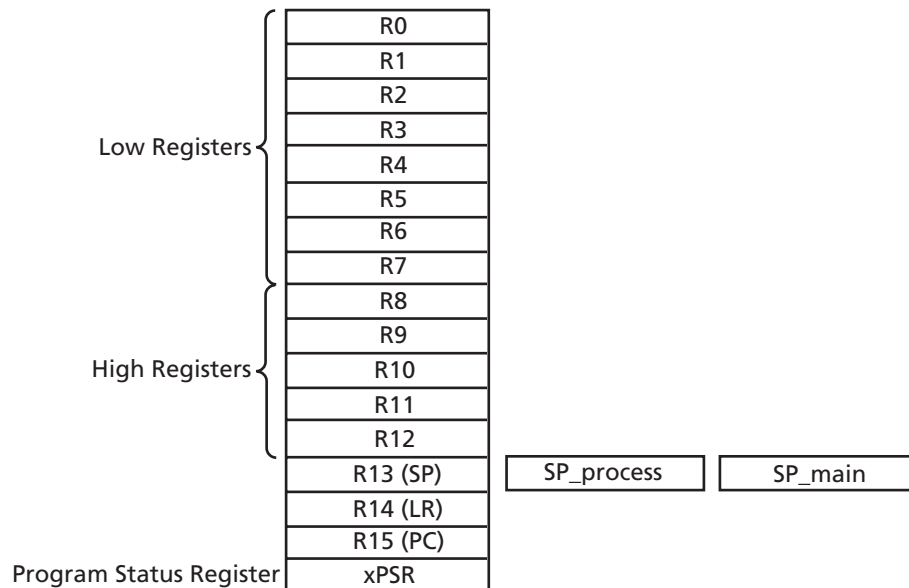 R0
R1
R2
R3
Low Registers
R4
R5
R6
R7
R8
R9
High Registers
R10
R11
R12
R13 (SP)
SP_process
SP_main
R14 (LR)
R15 (PC)
Program Status Register
xPSR